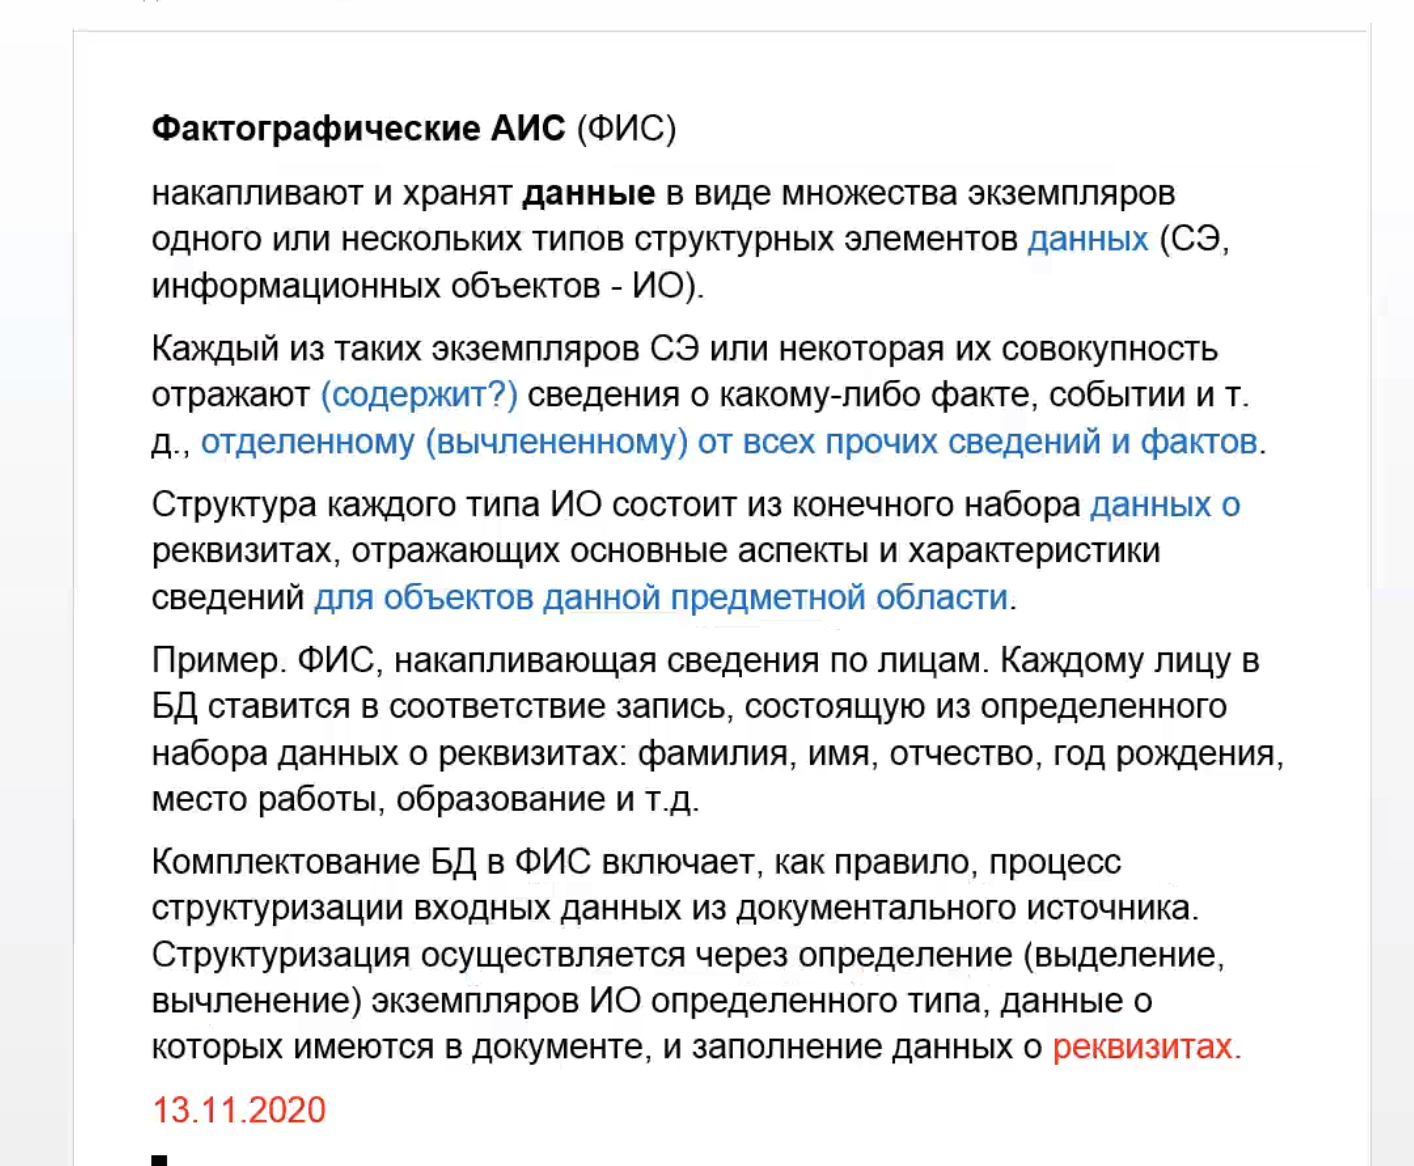 Фактографические АИС (ФИС)
накапливают и хранят данные в виде множества экземпляров
одного или нескольких типов структурных элементов данных (СЭ,
информационных объектов - ИО).
Каждый из таких экземпляров СЭ или некоторая их совокупность
отражают (содержит?) сведения о какому-либо факте, событии и т.
д., отделенному (вычлененному) от всех прочих сведений и фактов.
Структура каждого типа ИО состоит из конечного набора данных о
реквизитах, отражающих основные аспекты и характеристики
сведений для объектов данной предметной области.
Пример. ФИС, накапливающая сведения по лицам. Каждому лицу в
БД ставится в соответствие запись, состоящую из определенного
набора данных о реквизитах: фамилия, имя, отчество, год рождения,
место работы, образование и т.д.
Комплектование БД в ФИС включает, как правило, процесс
структуризации входных данных из документального источника.
Структуризация осуществляется через определение (выделение,
вычленение) экземпляров ИО определенного типа, данные о
которых имеются в документе, и заполнение данных о реквизитах.
13.11.2020